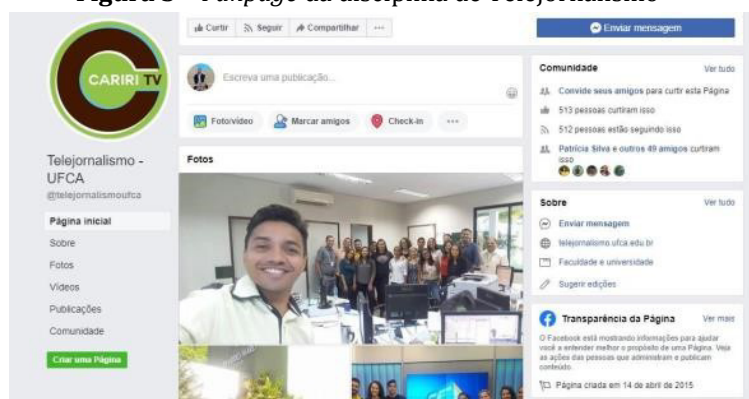 Figura 3 – Fanpage da disciplina de Telejornalismo
Curtir Seguir Compartilhar ...
Enviar mensagem
CARIRI TV
Telejornalismo -
UFCA
@telejornalismoufca
Página inicial
Sobre
Fotos
Vídeos
Publicações
Comunidade
Criar uma Página
Escreva uma publicação...
Foto/vídeo Marcar amigos Check-in ...
Fotos
Comunidade Ver tudo
Convide seus amigos para curtir esta Página
513 pessoas curtiram isso
512 pessoas estão seguindo isso
Patrícia Silva e outros 49 amigos curtiram
isso
Sobre Ver tudo
Enviar mensagem
telejornalismo.ufca.edu.br
Faculdade e universidade
Sugerir edições
Transparência da Página Ver mais
O Facebook está mostrando informações para ajudar
você a entender melhor o propósito de uma Página. Veja
as ações das pessoas que administram e publicam
conteúdo.
Página criada em 14 de abril de 2015